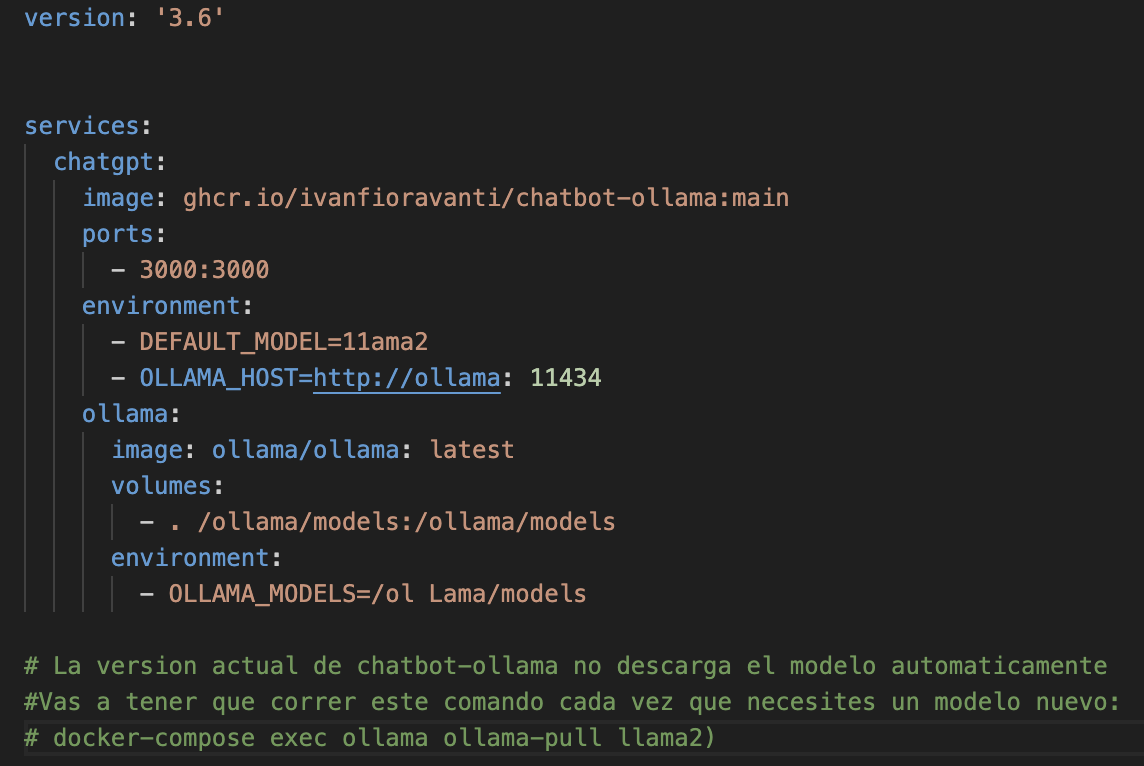 version: '3.6'
services:
chatgpt:
image: ghcr.io/ivanfioravanti/chatbot-ollama:main
ports:
- 3000:3000
environment:
- DEFAULT_MODEL=11ama2
- OLLAMA_HOST=http://ollama: 11434
ollama:
image: ollama/ollama: latest
volumes:
- . /ollama/models:/ollama/models
environment:
- OLLAMA_MODELS=/ol Lama/models
# La version actual de chatbot-ollama no descarga el modelo automaticamente
#Vas a tener que correr este comando cada vez que necesites un modelo nuevo:
# docker-compose exec ollama ollama-pull llama2)